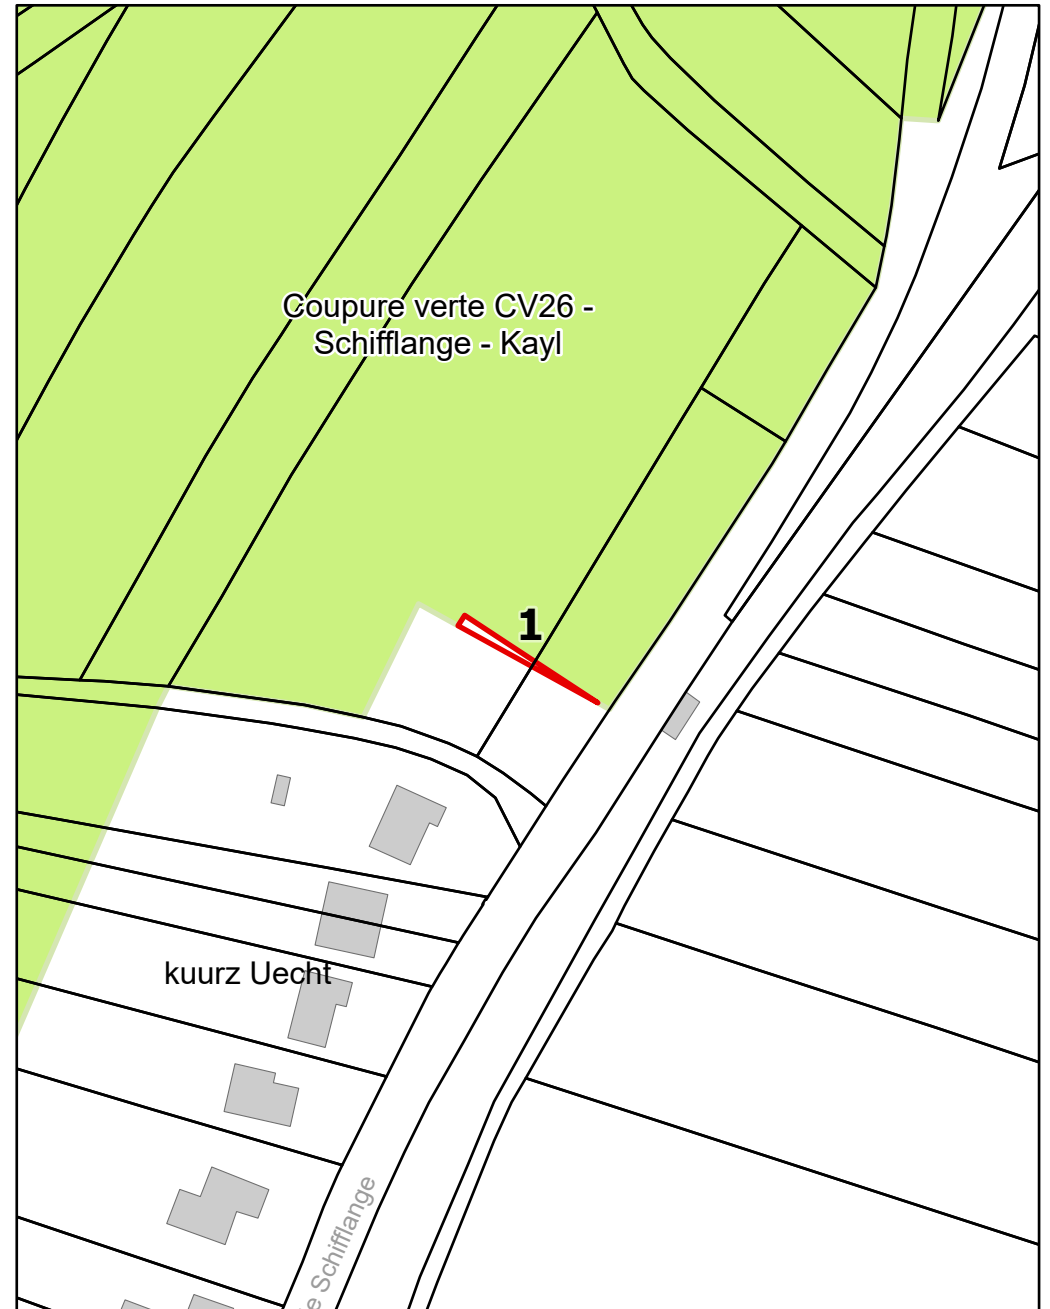 Coupure verte CV26 -
Schifflange - Kayl
1
kuurz Uecht
Schifflange